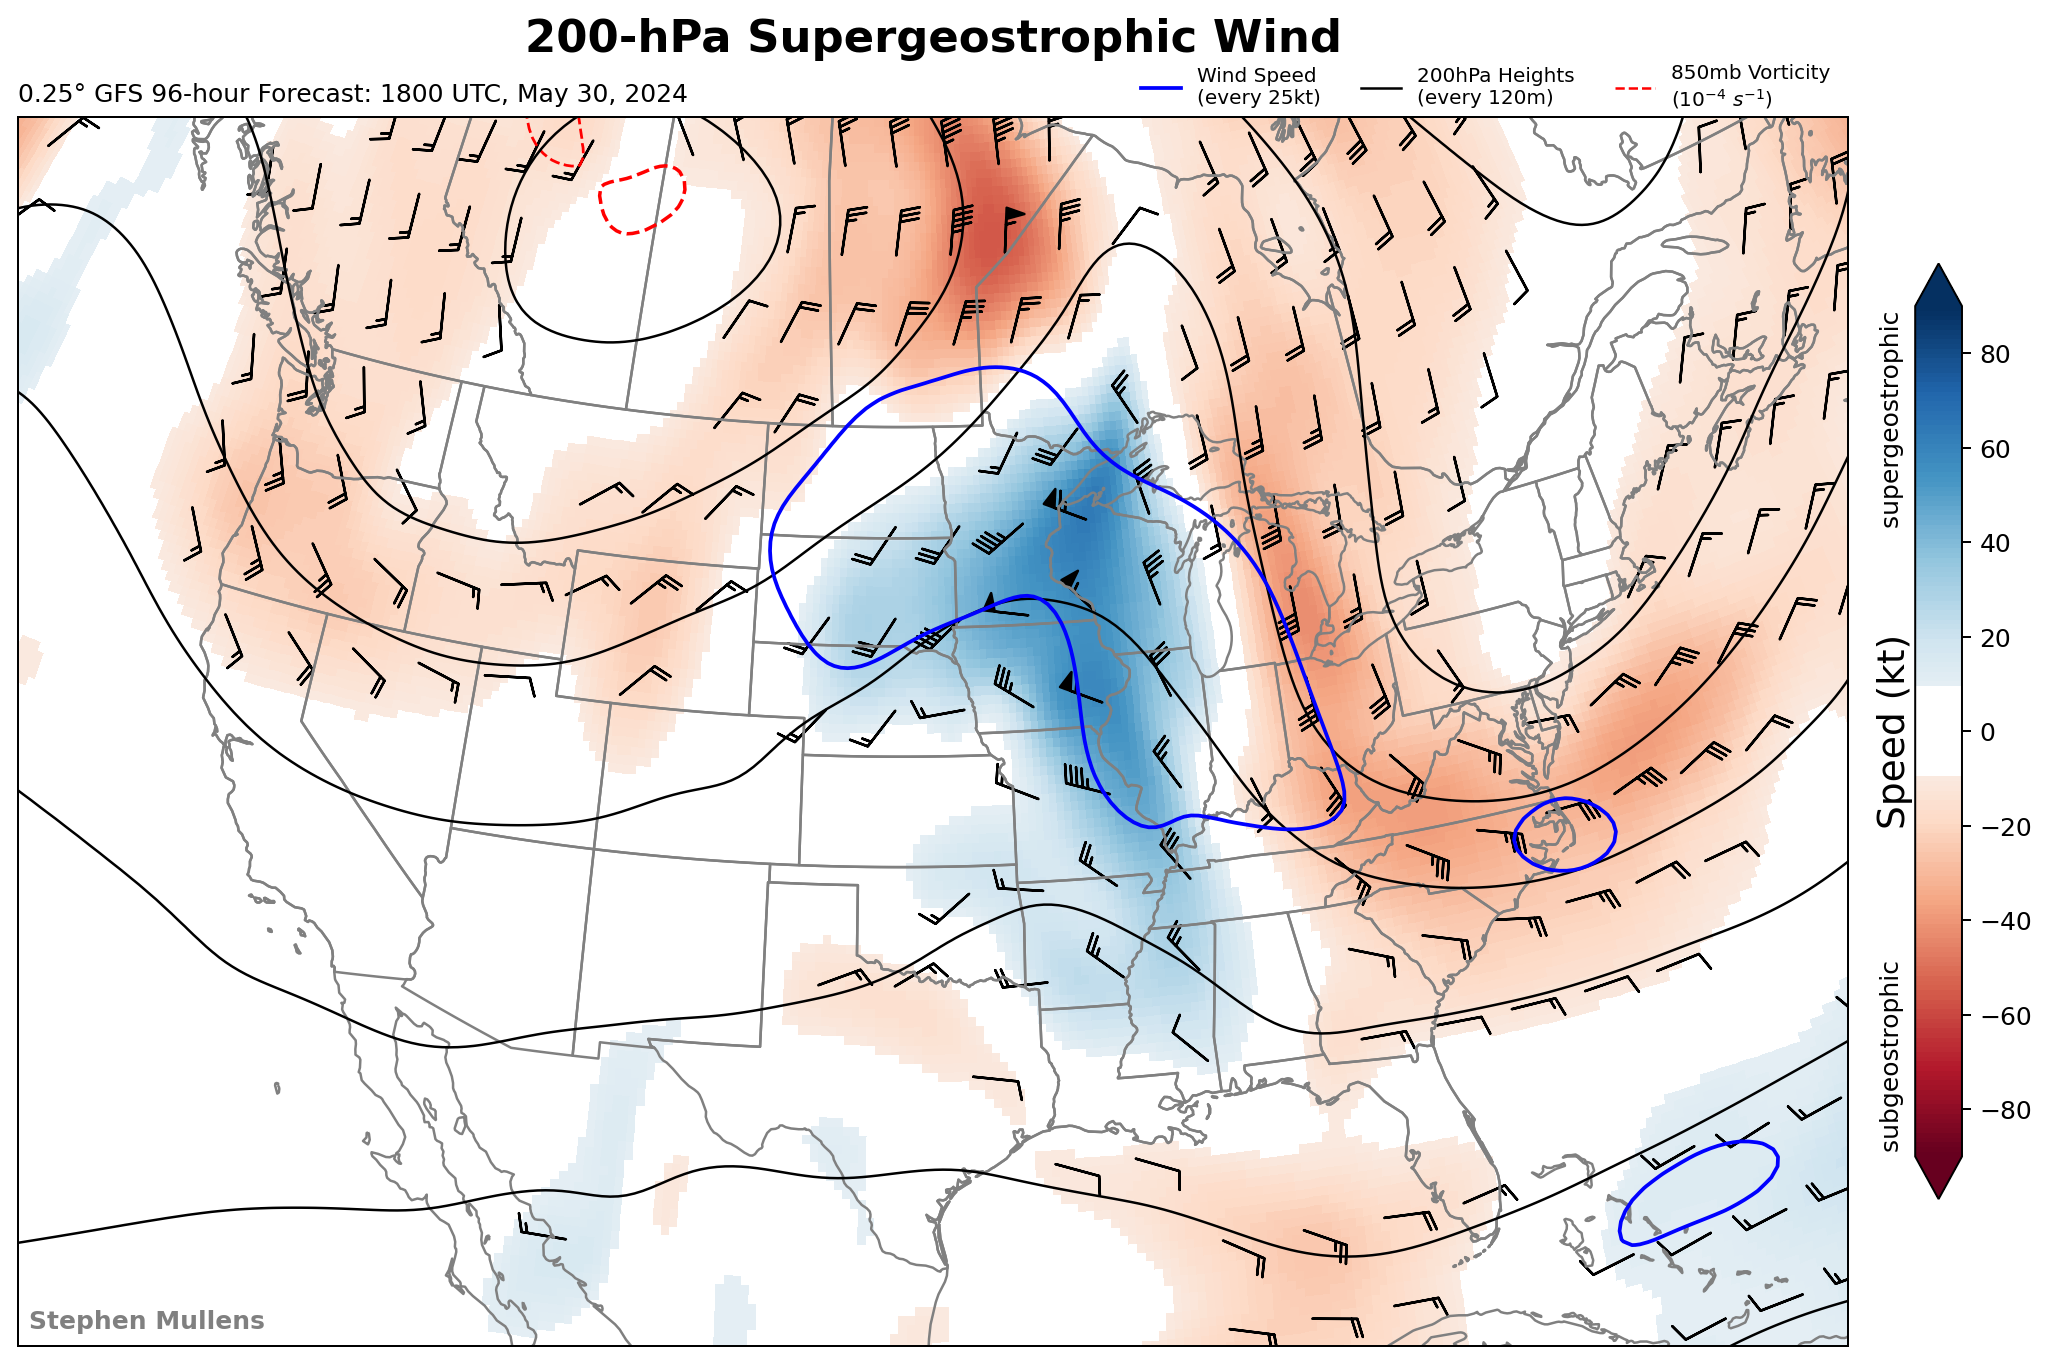 200-hPa Supergeostrophic Wind
0.25° GFS 96-hour Forecast: 1800 UTC, May 30, 2024
Wind Speed
(every 25kt)
200hPa Heights
(every 120m)
850mb Vorticity
(10⁻⁴ s⁻¹)
supergeostrophic
Speed (kt)
subgeostrophic
80
60
40
20
0
−20
−40
−60
−80
Stephen Mullens